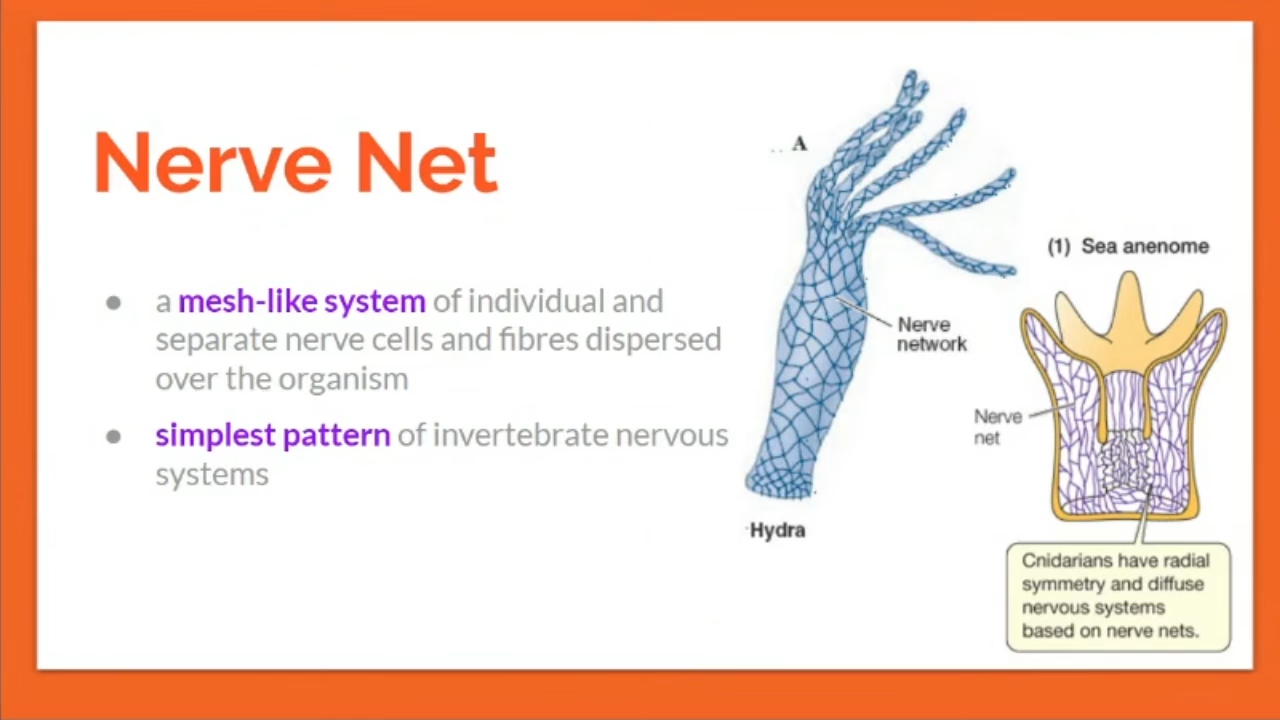 Nerve Net
● a mesh-like system of individual and
separate nerve cells and fibres dispersed
over the organism
● simplest pattern of invertebrate nervous
systems
A
Nerve
network
Hydra
(1) Sea anenome
Nerve
net
Cnidarians have radial
symmetry and diffuse
nervous systems
based on nerve nets.